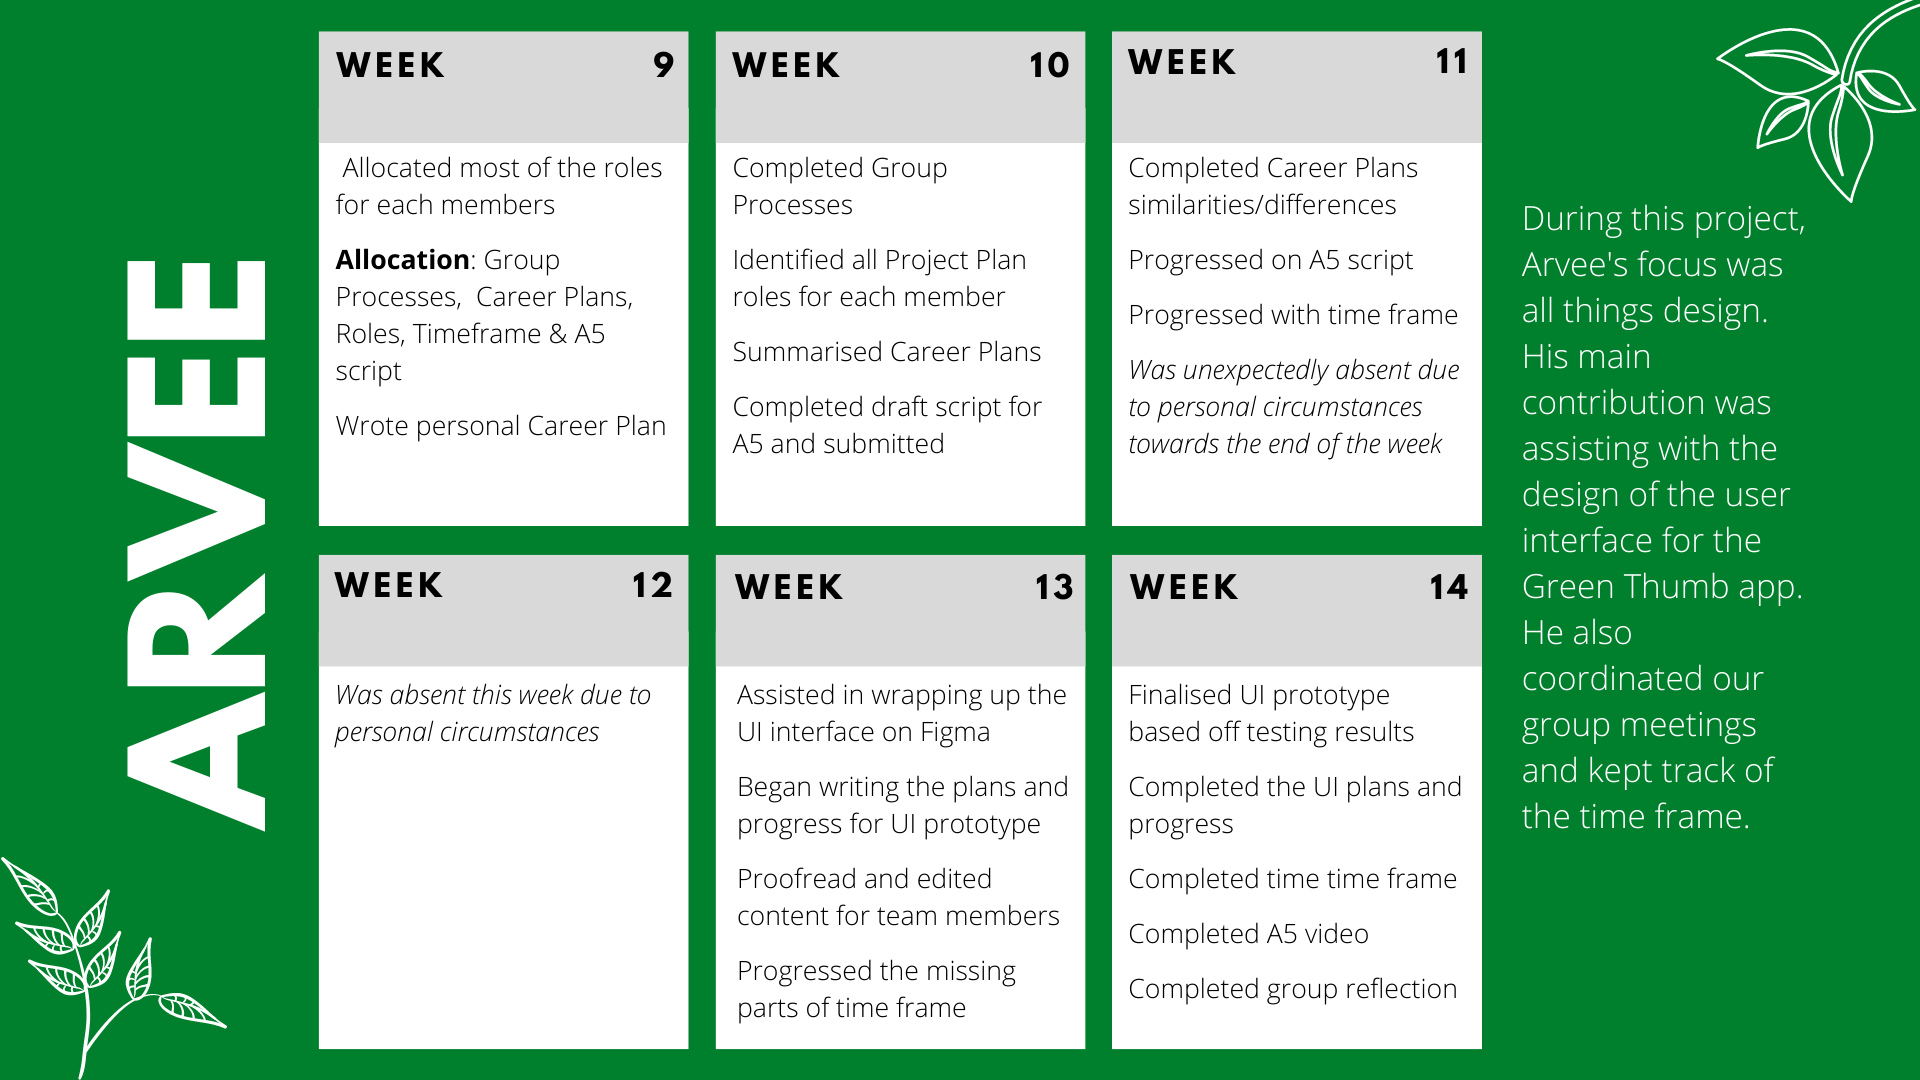 ARVEE
WEEK 9
Allocated most of the roles
for each members
Allocation: Group
Processes,  Career Plans,
Roles, Timeframe & A5
script
Wrote personal Career Plan
WEEK 10
Completed Group
Processes
Identified all Project Plan
roles for each member
Summarised Career Plans
Completed draft script for
A5 and submitted
WEEK 11
Completed Career Plans
similarities/differences
Progressed on A5 script
Progressed with time frame
Was unexpectedly absent due
to personal circumstances
towards the end of the week
WEEK 12
Was absent this week due to
personal circumstances
WEEK 13
Assisted in wrapping up the
UI interface on Figma
Began writing the plans and
progress for UI prototype
Proofread and edited
content for team members
Progressed the missing
parts of time frame
WEEK 14
Finalised UI prototype
based off testing results
Completed the UI plans and
progress
Completed time time frame
Completed A5 video
Completed group reflection
During this project,
Arvee's focus was
all things design.
His main
contribution was
assisting with the
design of the user
interface for the
Green Thumb app.
He also
coordinated our
group meetings
and kept track of
the time frame.